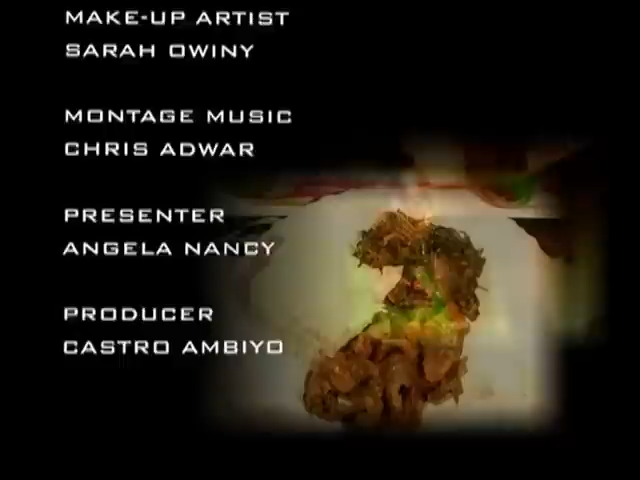 MAKE-UP ARTIST
SARAH OWINY
MONTAGE MUSIC
CHRIS ADWAR
PRESENTER
ANGELA NANCY
PRODUCER
CASTRO AMBIYO